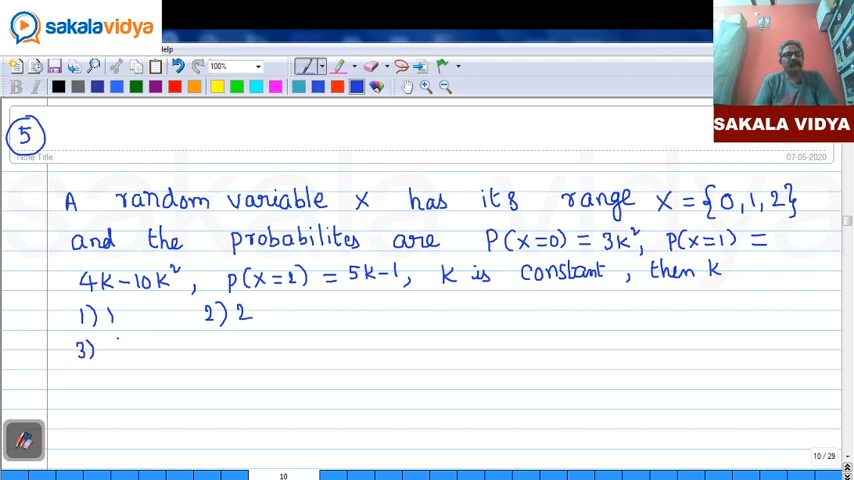 sakalavidya
Help
100%
SAKALA VIDYA
5
Note Title
07-05-2020
A random variable X has its range X = {0, 1, 2}
and the probabilites are P(X=0) = 3K², P(X=1) =
4K-10K², P(X=2) = 5K-1, K is constant, then K
1) 1 2) 2
3)
10 / 29
10